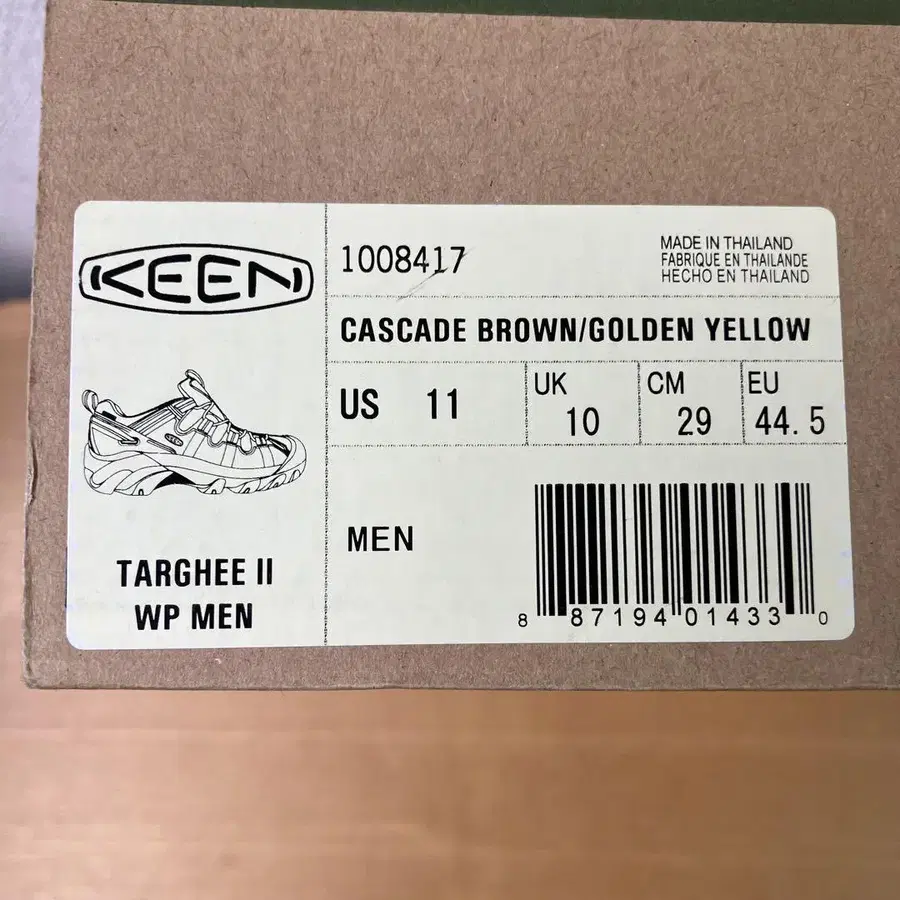 KEEN
1008417
MADE IN THAILAND
FABRIQUE EN THAILANDE
HECHO EN THAILAND
CASCADE BROWN/GOLDEN YELLOW
US 11
UK 10
CM 29
EU 44.5
TARGHEE II
WP MEN
MEN
8 87194 01433 0